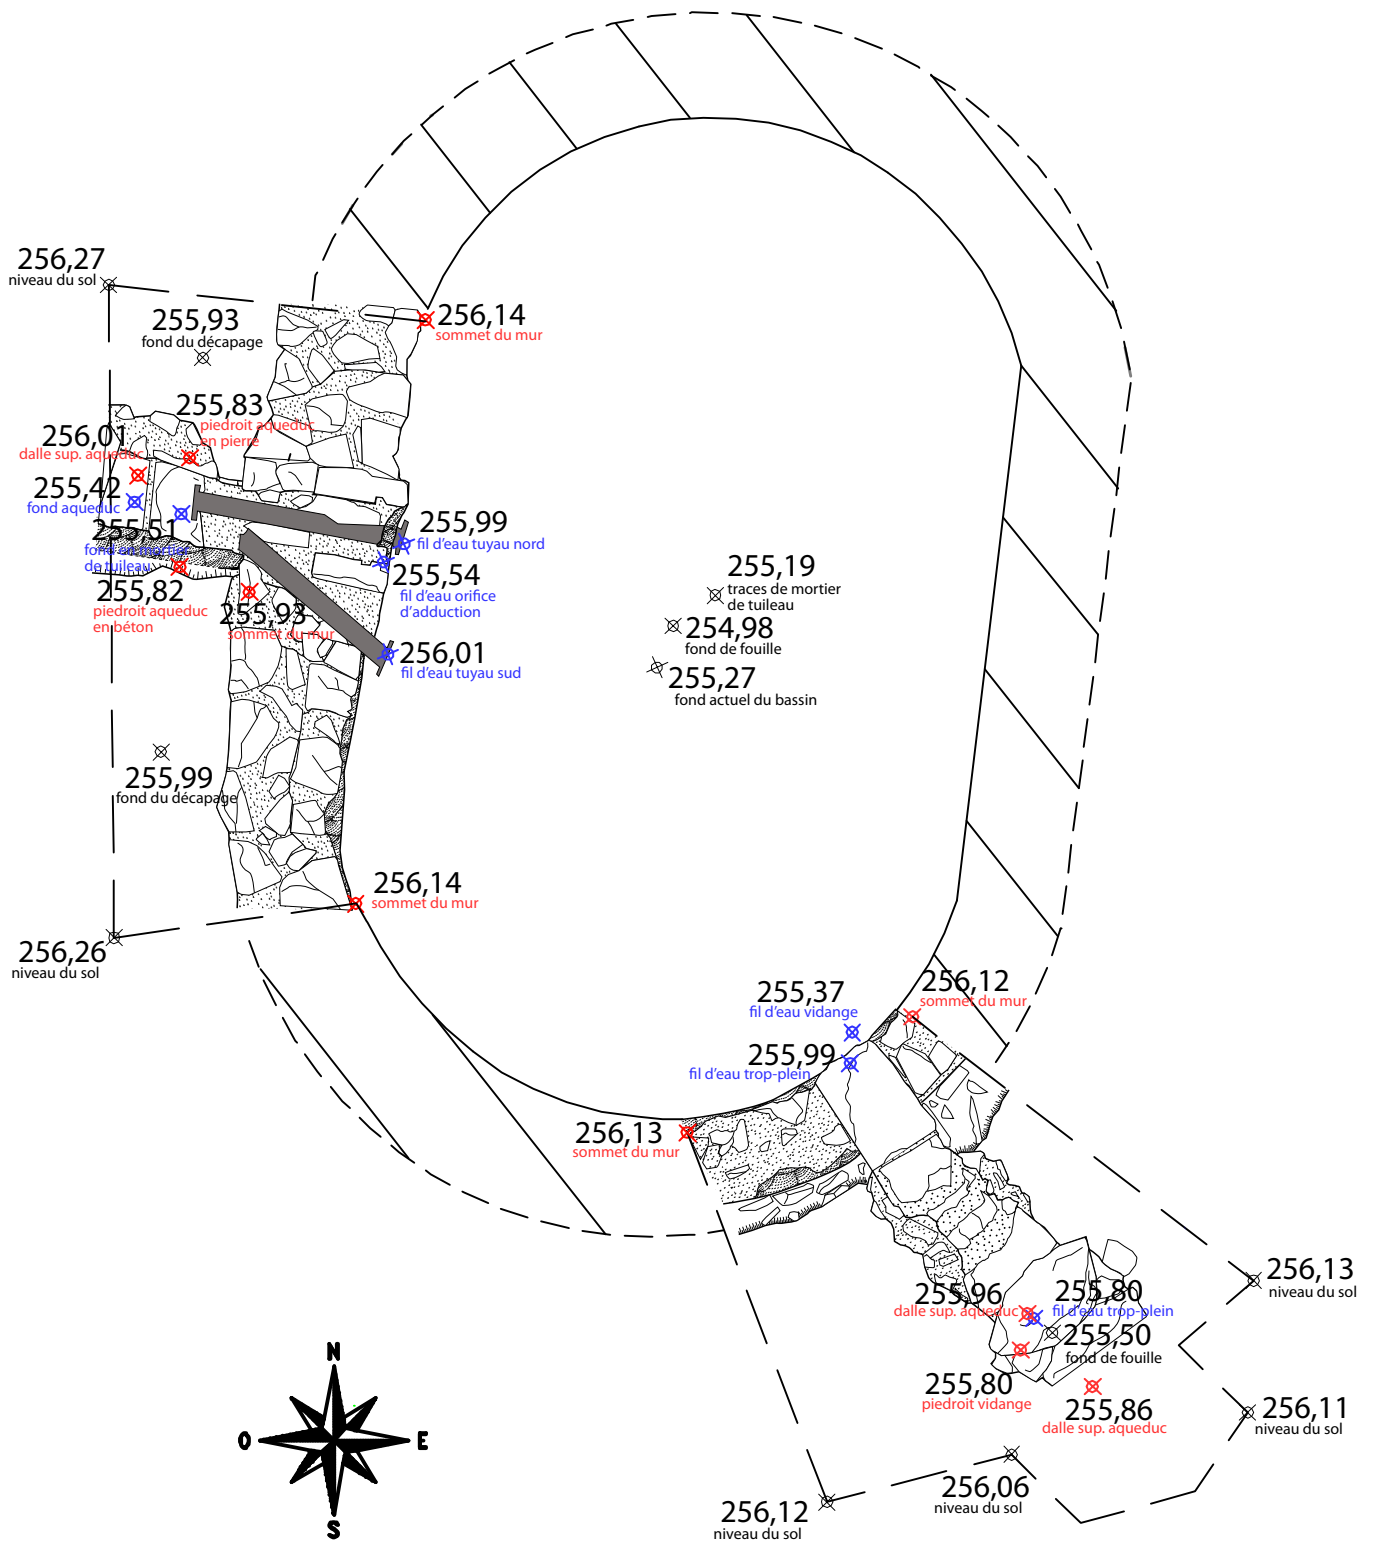 256,27
niveau du sol
255,93
fond du décapage
256,14
sommet du mur
255,83
piedroit aqueduc
en pierre
256,01
dalle sup. aqueduc
255,42
fond aqueduc
255,51
fond en mortier
de tuileau
255,82
piedroit aqueduc
en béton
255,93
sommet du mur
255,99
fil d'eau tuyau nord
255,54
fil d'eau orifice
d'adduction
256,01
fil d'eau tuyau sud
255,19
traces de mortier
de tuileau
254,98
fond de fouille
255,27
fond actuel du bassin
255,99
fond du décapage
256,14
sommet du mur
256,26
niveau du sol
255,37
fil d'eau vidange
256,12
sommet du mur
255,99
fil d'eau trop-plein
256,13
sommet du mur
256,13
niveau du sol
255,96
dalle sup. aqueduc
255,80
fil d'eau trop-plein
255,50
fond de fouille
255,80
piedroit vidange
255,86
dalle sup. aqueduc
256,11
niveau du sol
256,06
niveau du sol
256,12
niveau du sol
N
O
E
S